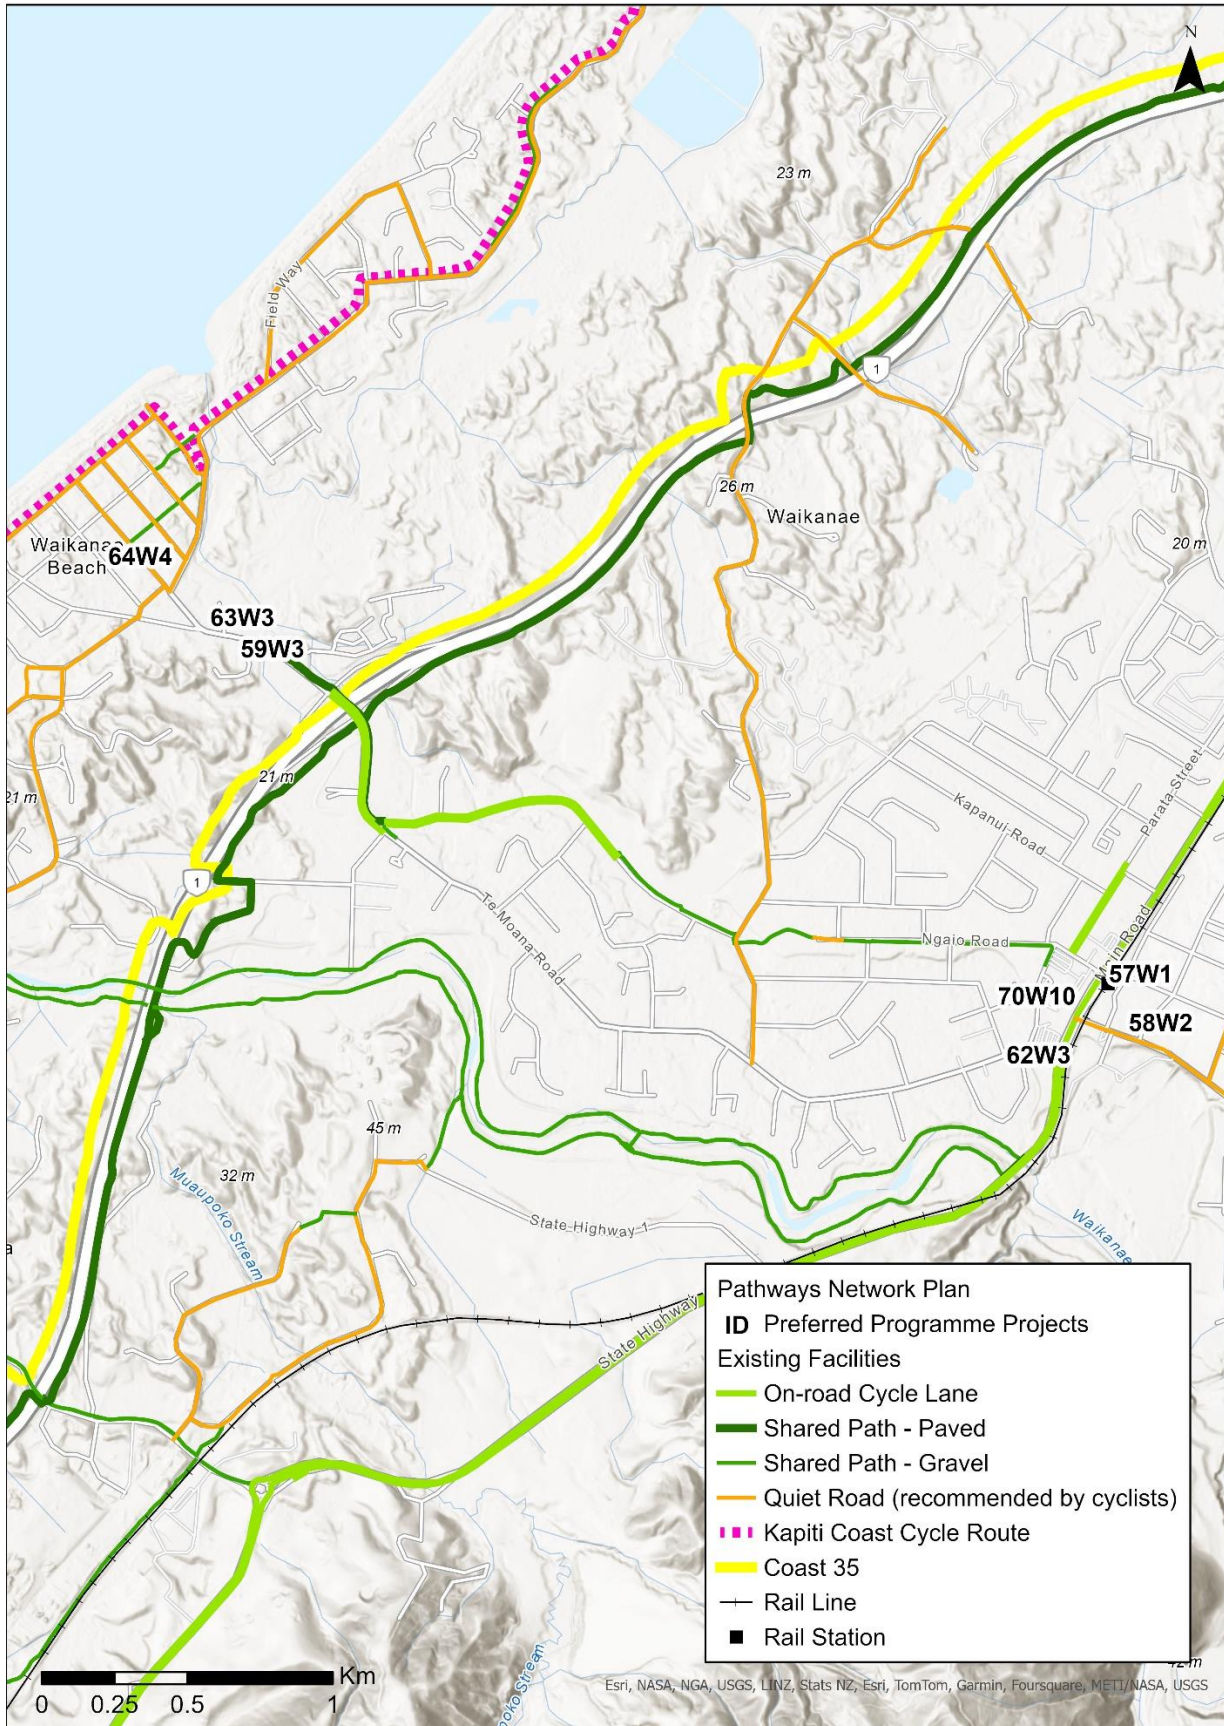 N
23 m
Field Way
1
26 m
Waikanae
20 m
Waikanae
Beach
64W4
63W3
59W3
21 m
21 m
Kapanui Road
Parata Street
1
Te Moana Road
Ngaio Road
Main Road
57W1
70W10
58W2
62W3
45 m
32 m
Muaupoko Stream
State Highway 1
Waikanae
a
State Highway
Pathways Network Plan
ID Preferred Programme Projects
Existing Facilities
On-road Cycle Lane
Shared Path - Paved
Shared Path - Gravel
Quiet Road (recommended by cyclists)
Kapiti Coast Cycle Route
Coast 35
Rail Line
Rail Station
42 m
poko Stream
Km
0 0.25 0.5 1
Esri, NASA, NGA, USGS, LINZ, Stats NZ, Esri, TomTom, Garmin, Foursquare, METI/NASA, USGS